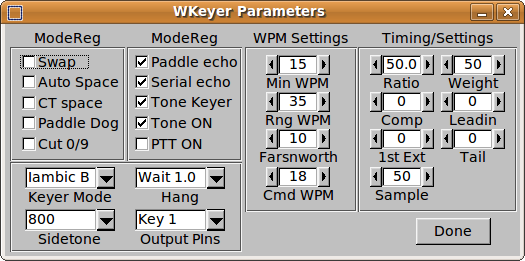 WKeyer Parameters
ModeReg
Swap
Auto Space
CT space
Paddle Dog
Cut 0/9
ModeReg
Paddle echo
Serial echo
Tone Keyer
Tone ON
PTT ON
Iambic B
Keyer Mode
Wait 1.0
Hang
800
Sidetone
Key 1
Output PIns
WPM Settings
15
Min WPM
35
Rng WPM
10
Farsnworth
18
Cmd WPM
Timing/Settings
50.0
Ratio
50
Weight
0
Comp
0
Leadin
0
1st Ext
0
Tail
50
Sample
Done